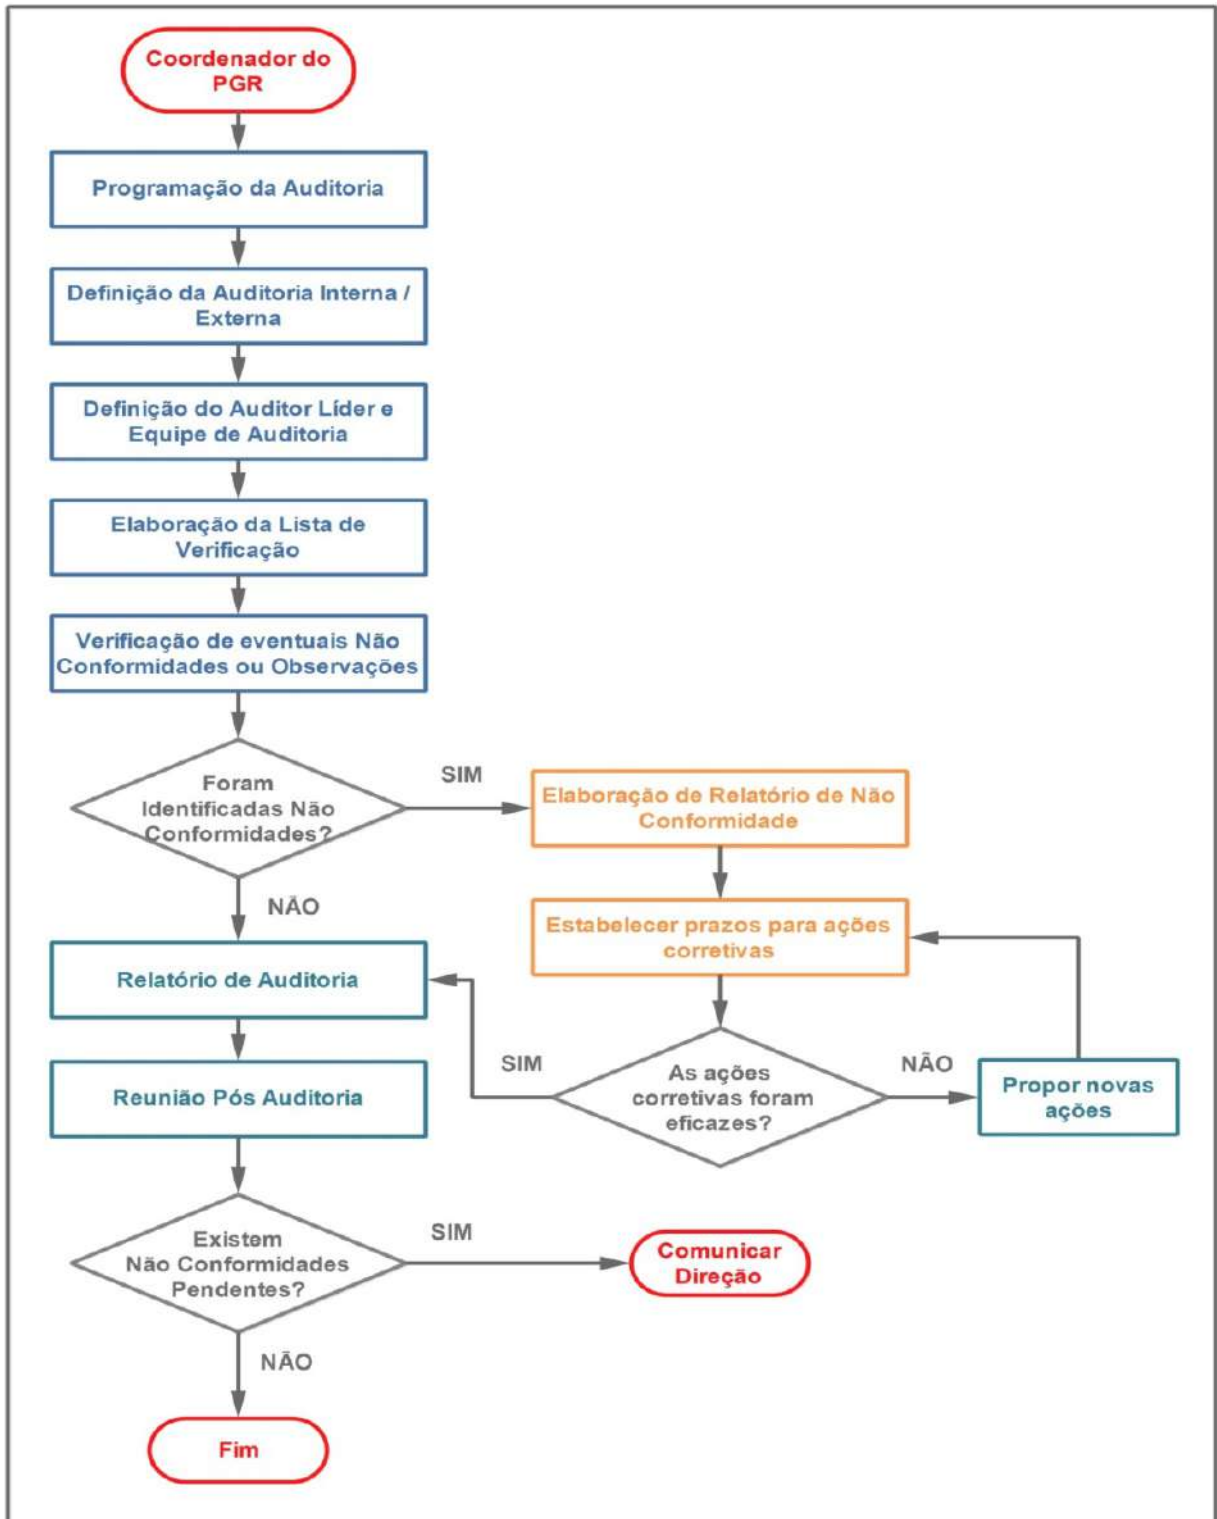 Coordenador do
PGR
Programação da Auditoria
Definição da Auditoria Interna /
Externa
Definição do Auditor Líder e
Equipe de Auditoria
Elaboração da Lista de
Verificação
Verificação de eventuais Não
Conformidades ou Observações
Foram
Identificadas Não
Conformidades?
SIM
Elaboração de Relatório de Não
Conformidade
NÃO
Estabelecer prazos para ações
corretivas
Relatório de Auditoria
SIM
As ações
corretivas foram
eficazes?
NÃO
Propor novas
ações
Reunião Pós Auditoria
Existem
Não Conformidades
Pendentes?
SIM
Comunicar
Direção
NÃO
Fim